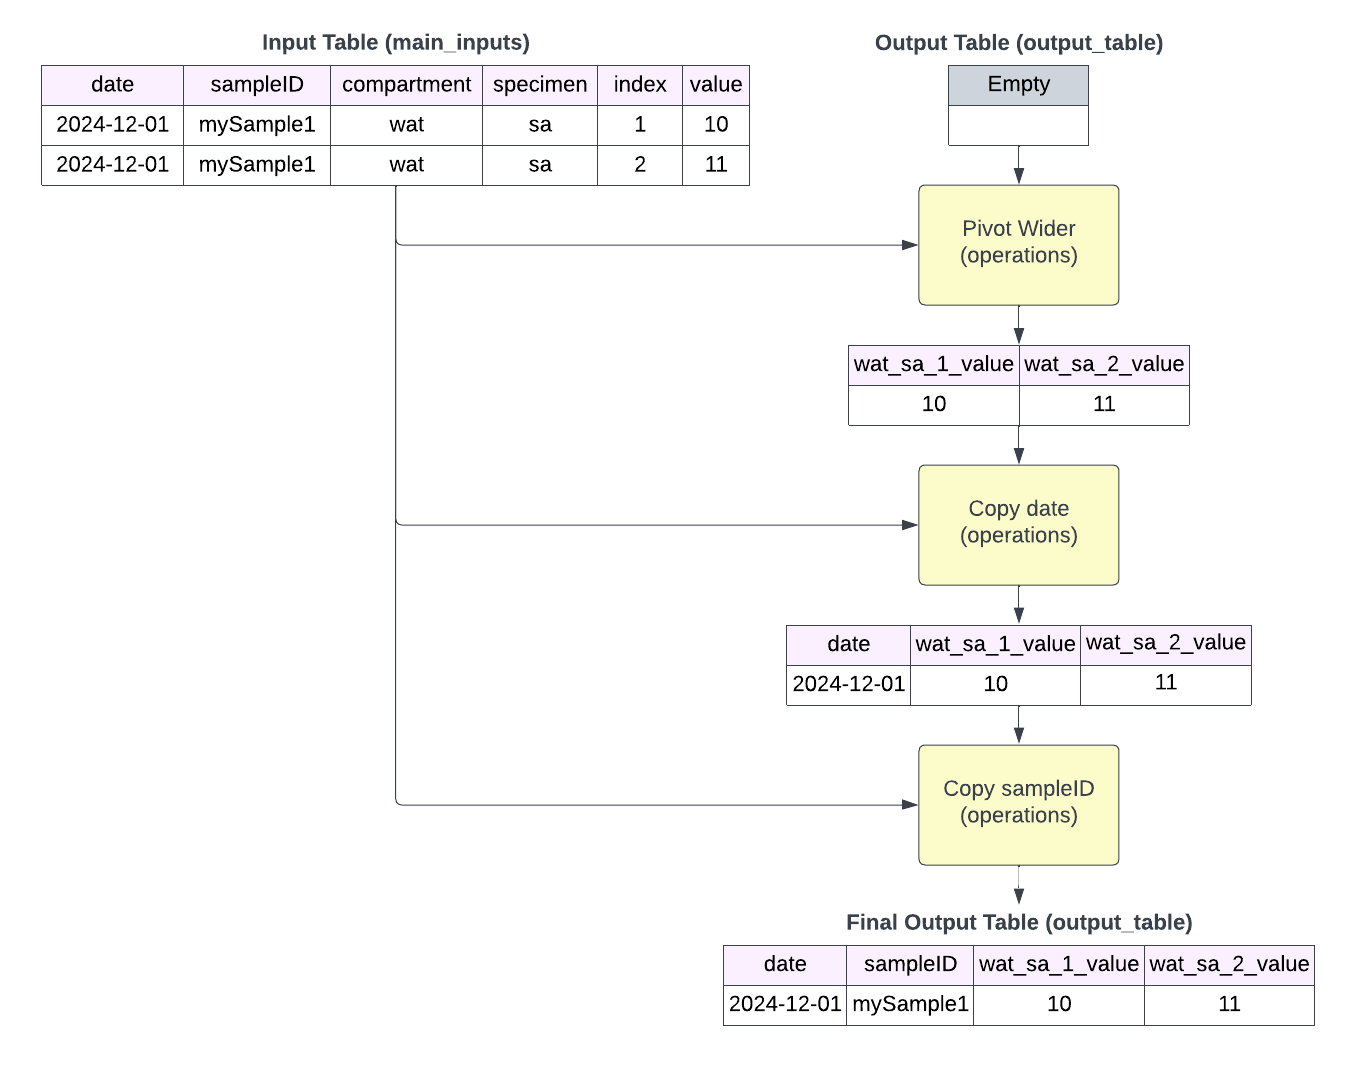 Input Table (main_inputs)
date sampleID compartment specimen index value
2024-12-01 mySample1 wat sa 1 10
2024-12-01 mySample1 wat sa 2 11
Output Table (output_table)
Empty
Pivot Wider
(operations)
wat_sa_1_value wat_sa_2_value
10 11
Copy date
(operations)
date wat_sa_1_value wat_sa_2_value
2024-12-01 10 11
Copy sampleID
(operations)
Final Output Table (output_table)
date sampleID wat_sa_1_value wat_sa_2_value
2024-12-01 mySample1 10 11